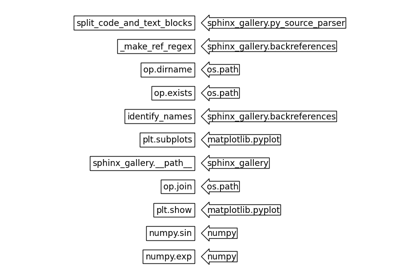 split_code_and_text_blocks sphinx_gallery.py_source_parser
_make_ref_regex sphinx_gallery.backreferences
op.dirname os.path
op.exists os.path
identify_names sphinx_gallery.backreferences
plt.subplots matplotlib.pyplot
sphinx_gallery.__path__ sphinx_gallery
op.join os.path
plt.show matplotlib.pyplot
numpy.sin numpy
numpy.exp numpy